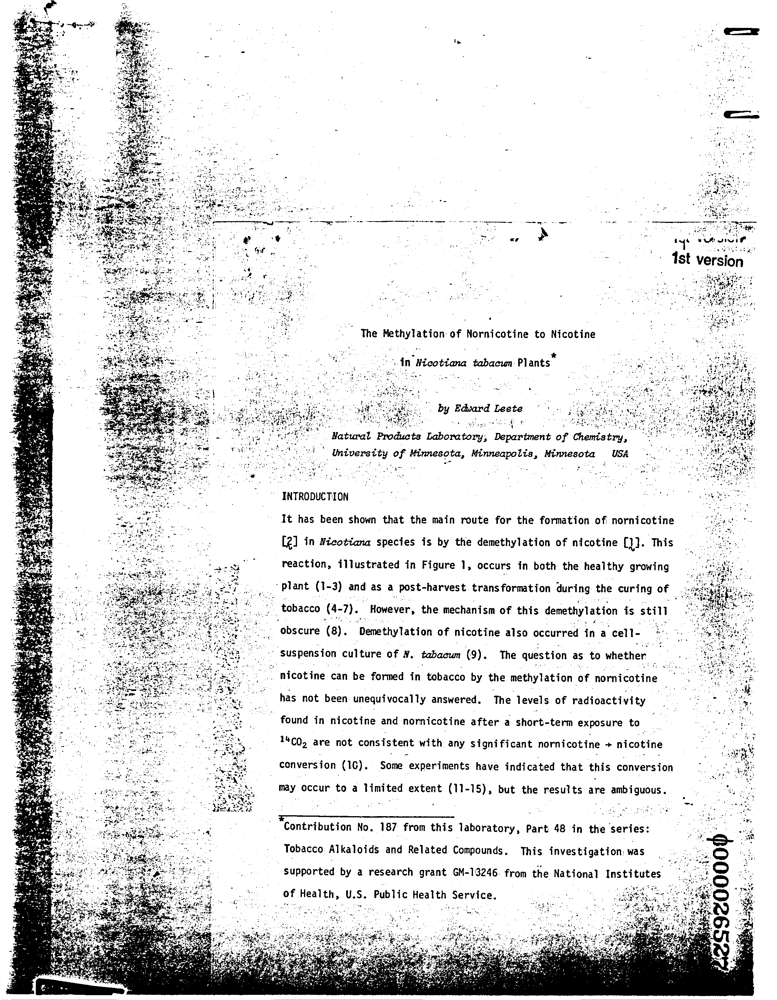 1st version
The Methylation of Nornicotine to Nicotine
in Nicotiana tabacum Plants*
by Edward Leete
Natural Products Laboratory, Department of Chemistry,
University of Minnesota, Minneapolis, Minnesota USA
INTRODUCTION
It has been shown that the main route for the formation of nornicotine
[2] in Nicotiana species is by the demethylation of nicotine [1]. This
reaction, illustrated in Figure 1, occurs in both the healthy growing
plant (1-3) and as a post-harvest transformation during the curing of
tobacco (4-7). However, the mechanism of this demethylation is still
obscure (8). Demethylation of nicotine also occurred in a cell-
suspension culture of N. tabacum (9). The question as to whether
nicotine can be formed in tobacco by the methylation of nornicotine
has not been unequivocally answered. The levels of radioactivity
found in nicotine and nornicotine after a short-term exposure to
¹⁴CO₂ are not consistent with any significant nornicotine → nicotine
conversion (10). Some experiments have indicated that this conversion
may occur to a limited extent (11-15), but the results are ambiguous.
*Contribution No. 187 from this laboratory, Part 48 in the series:
Tobacco Alkaloids and Related Compounds. This investigation was
supported by a research grant GM-13246 from the National Institutes
of Health, U.S. Public Health Service.